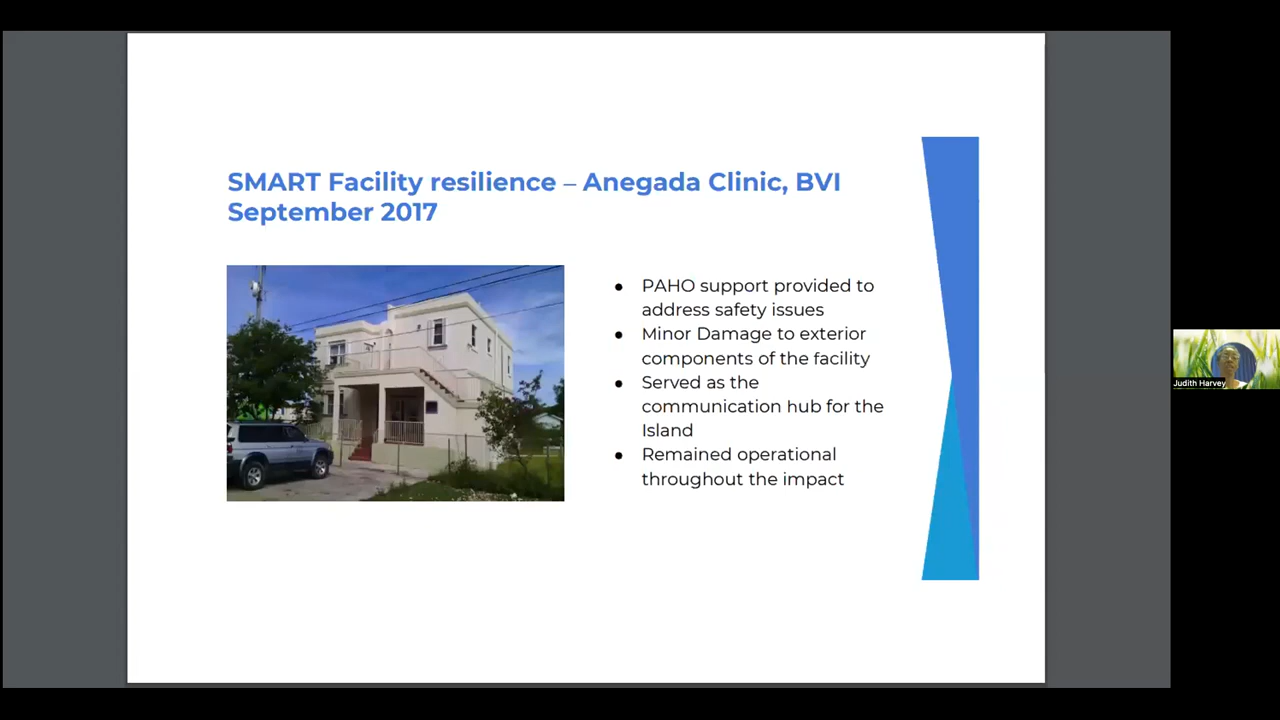 SMART Facility resilience – Anegada Clinic, BVI
September 2017
● PAHO support provided to
address safety issues
● Minor Damage to exterior
components of the facility
● Served as the
communication hub for the
Island
● Remained operational
throughout the impact
Judith Harvey